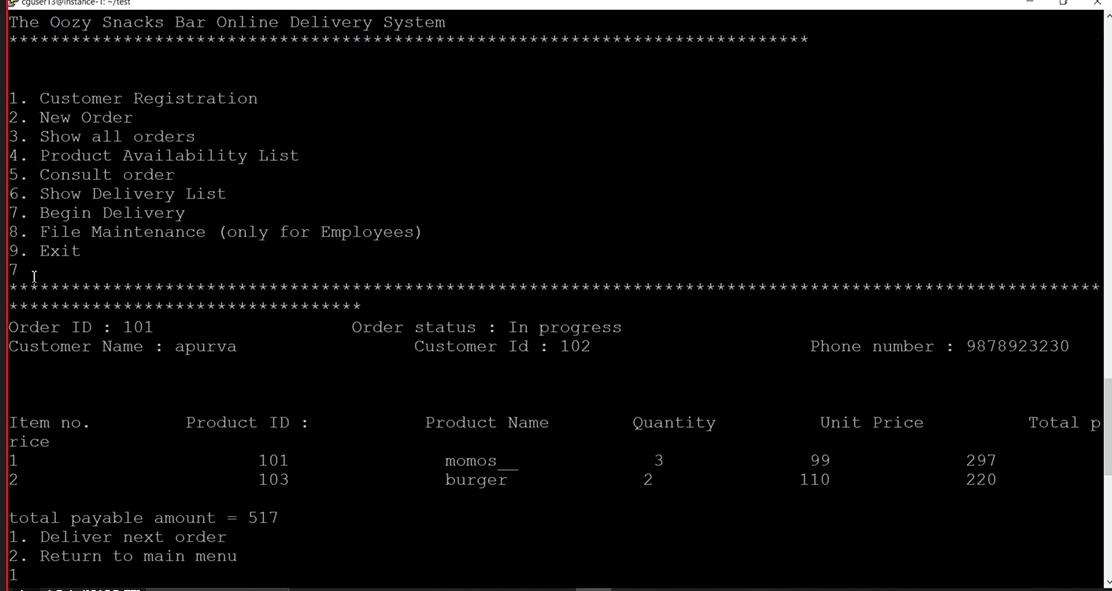 cguser13@instance-1: ~/test
The Oozy Snacks Bar Online Delivery System
*****************************************************************************
1. Customer Registration
2. New Order
3. Show all orders
4. Product Availability List
5. Consult order
6. Show Delivery List
7. Begin Delivery
8. File Maintenance (only for Employees)
9. Exit
7
*********************************************************************************************************
**********************************
Order ID : 101 Order status : In progress
Customer Name : apurva Customer Id : 102 Phone number : 9878923230
Item no. Product ID : Product Name Quantity Unit Price Total p
rice
1 101 momos__ 3 99 297
2 103 burger 2 110 220
total payable amount = 517
1. Deliver next order
2. Return to main menu
1